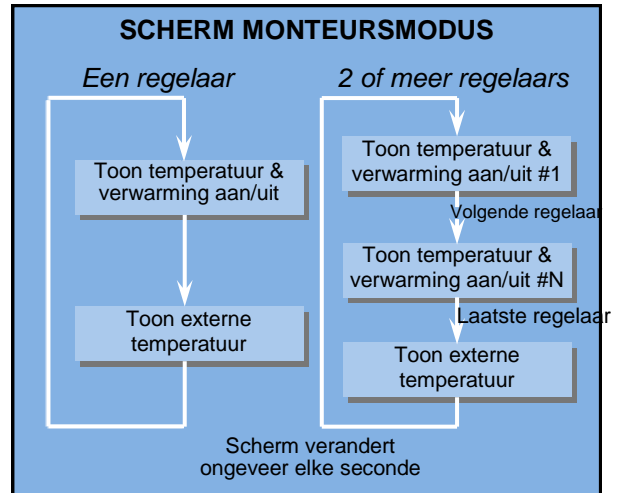 SCHERM MONTEURSMODUS
Een regelaar
Toon temperatuur &
verwarming aan/uit
Toon externe
temperatuur
2 of meer regelaars
Toon temperatuur &
verwarming aan/uit #1
Volgende regelaar
Toon temperatuur &
verwarming aan/uit #N
Laatste regelaar
Toon externe
temperatuur
Scherm verandert
ongeveer elke seconde